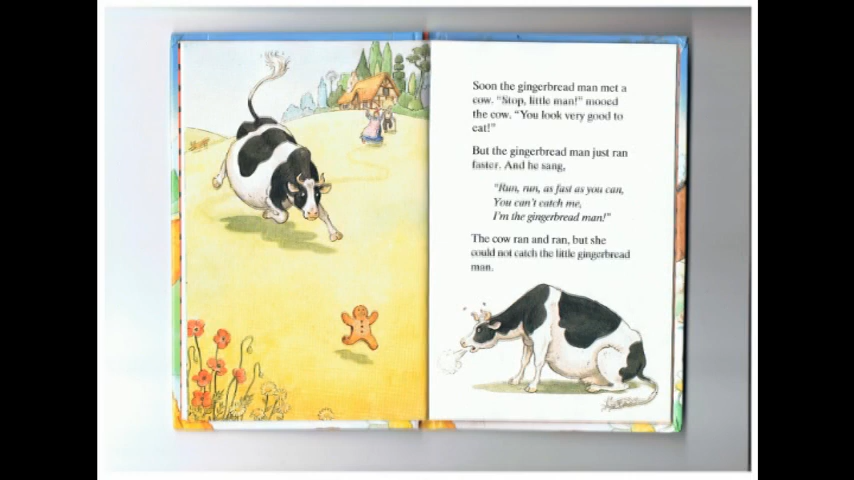 Soon the gingerbread man met a
cow. "Stop, little man!" mooed
the cow. "You look very good to
eat!"
But the gingerbread man just ran
faster. And he sang,
"Run, run, as fast as you can,
You can't catch me,
I'm the gingerbread man!"
The cow ran and ran, but she
could not catch the little gingerbread
man.